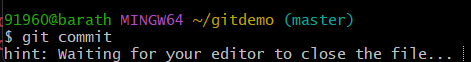 91960@barath MINGW64 ~/gitdemo (master)
$ git commit
hint: Waiting for your editor to close the file...